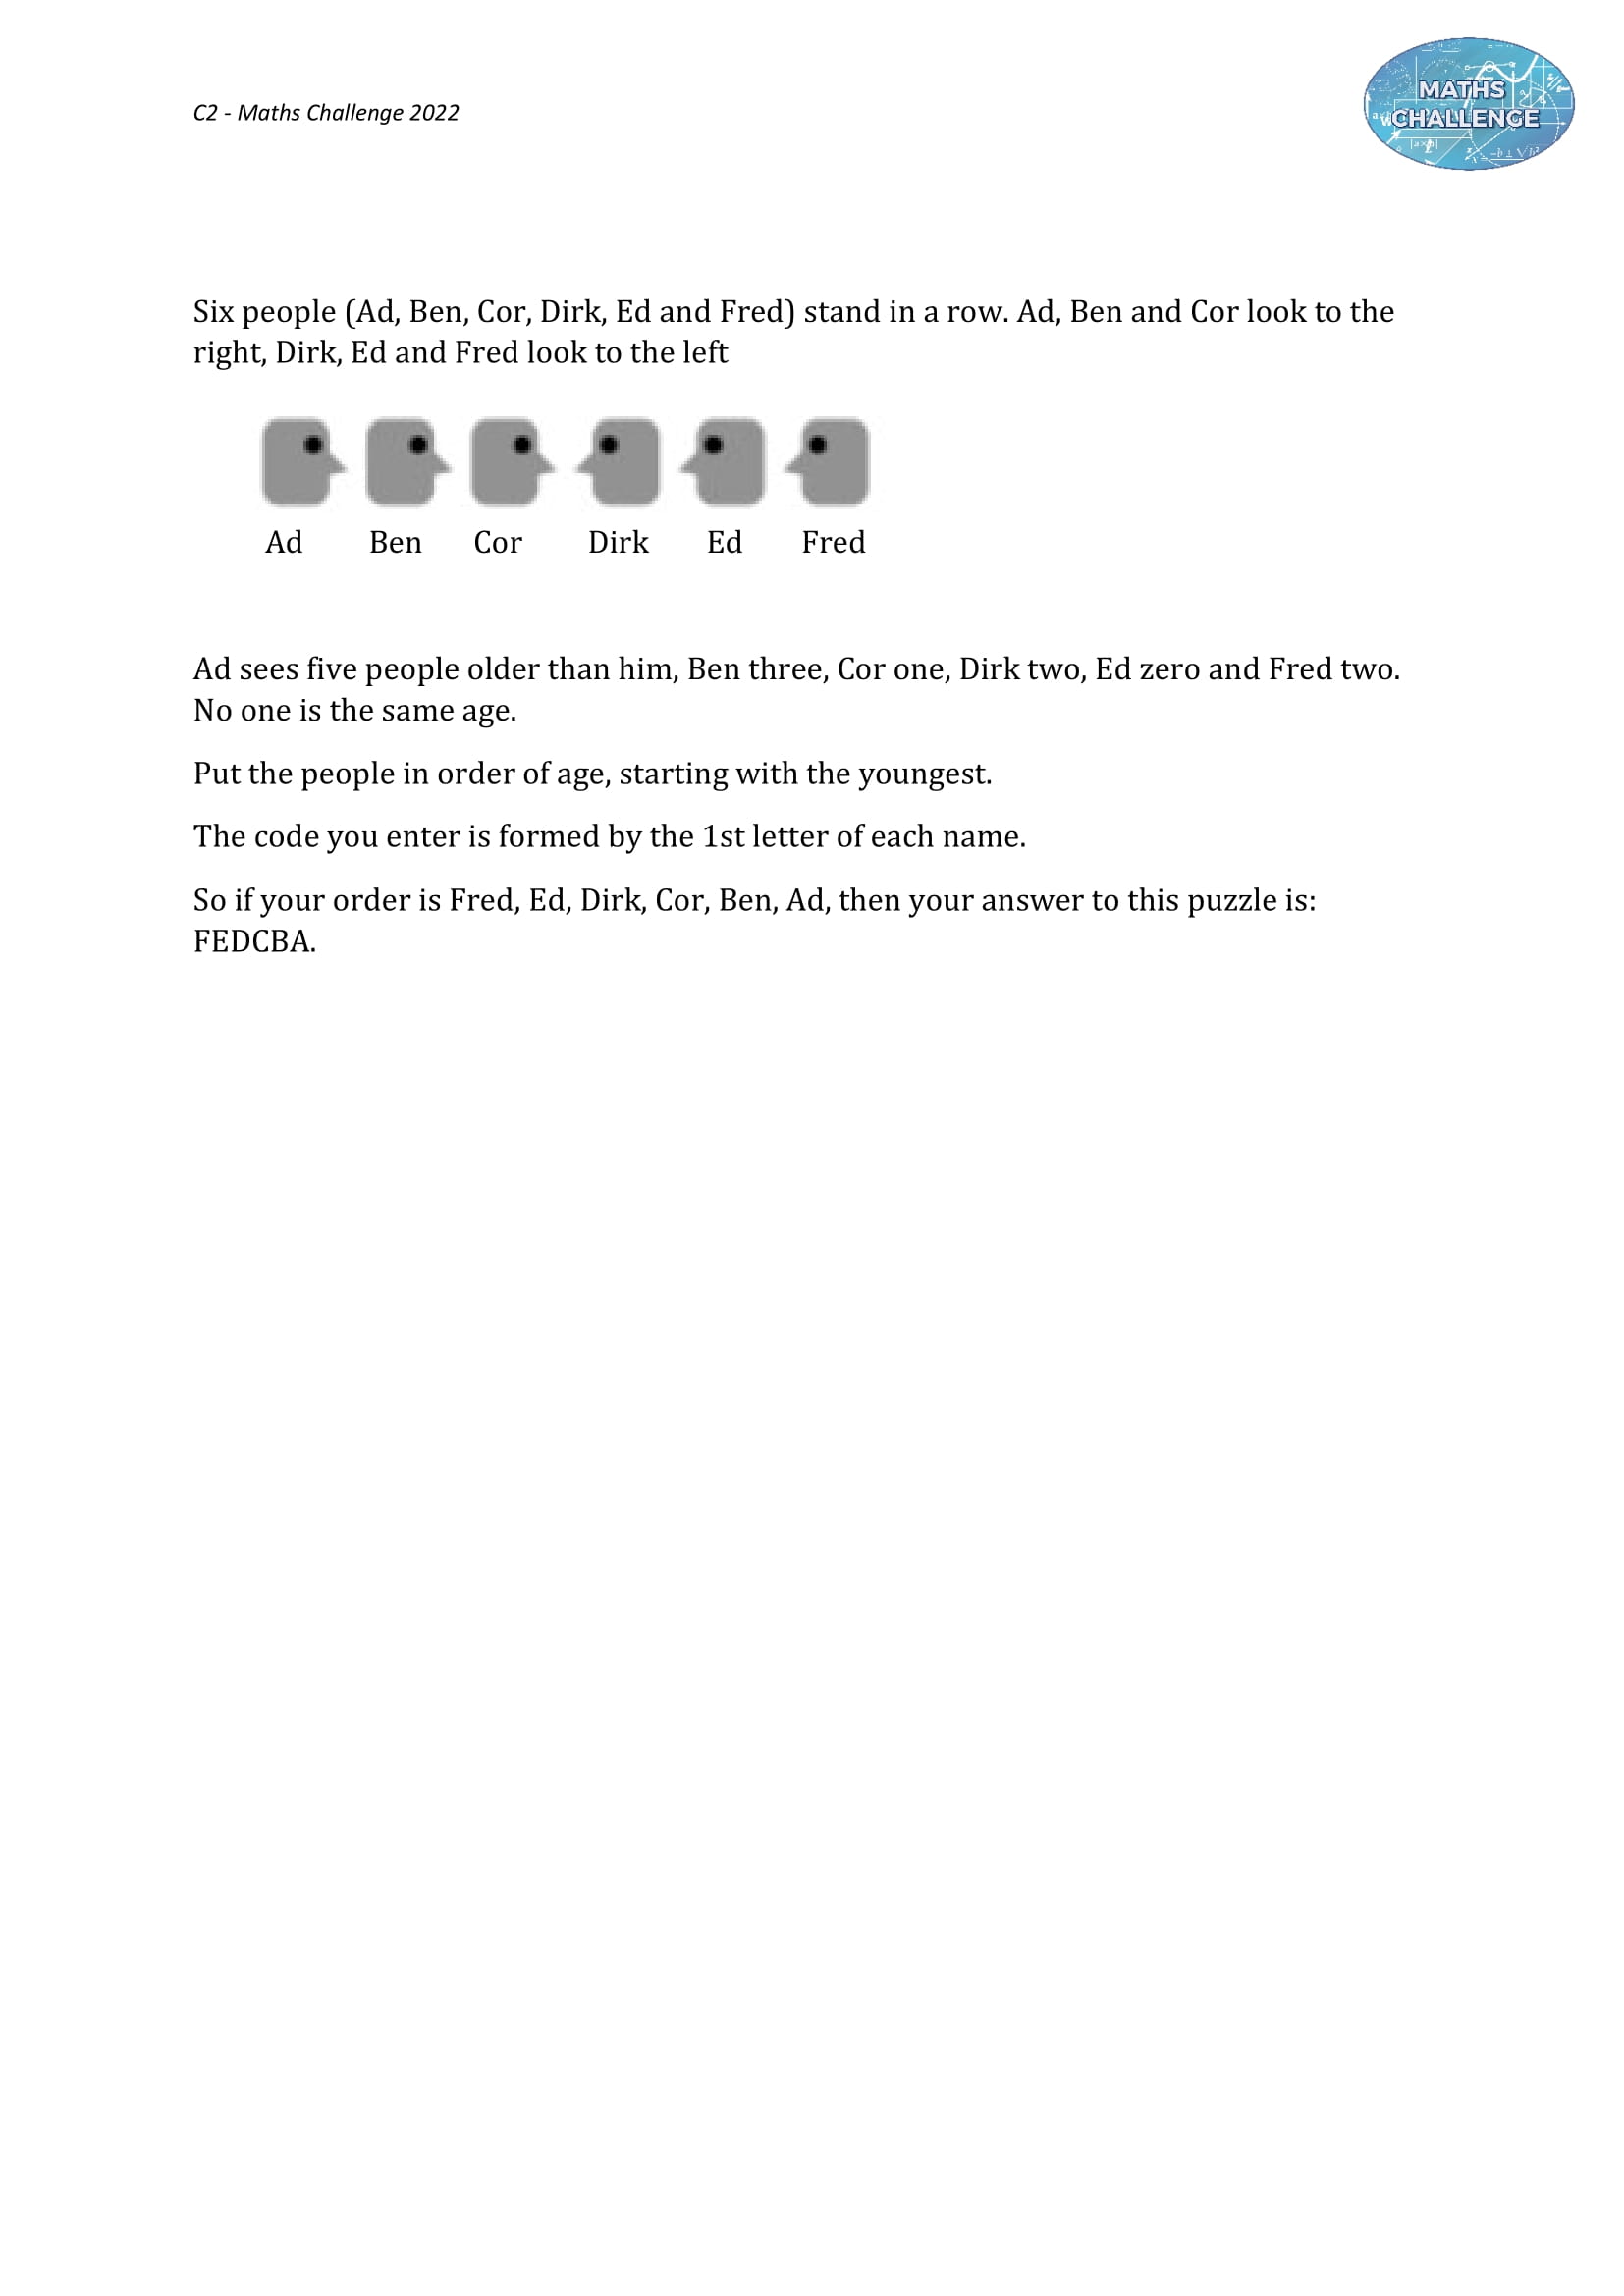 C2 - Maths Challenge 2022
MATHS
CHALLENGE
Six people (Ad, Ben, Cor, Dirk, Ed and Fred) stand in a row. Ad, Ben and Cor look to the
right, Dirk, Ed and Fred look to the left
Ad Ben Cor Dirk Ed Fred
Ad sees five people older than him, Ben three, Cor one, Dirk two, Ed zero and Fred two.
No one is the same age.
Put the people in order of age, starting with the youngest.
The code you enter is formed by the 1st letter of each name.
So if your order is Fred, Ed, Dirk, Cor, Ben, Ad, then your answer to this puzzle is:
FEDCBA.